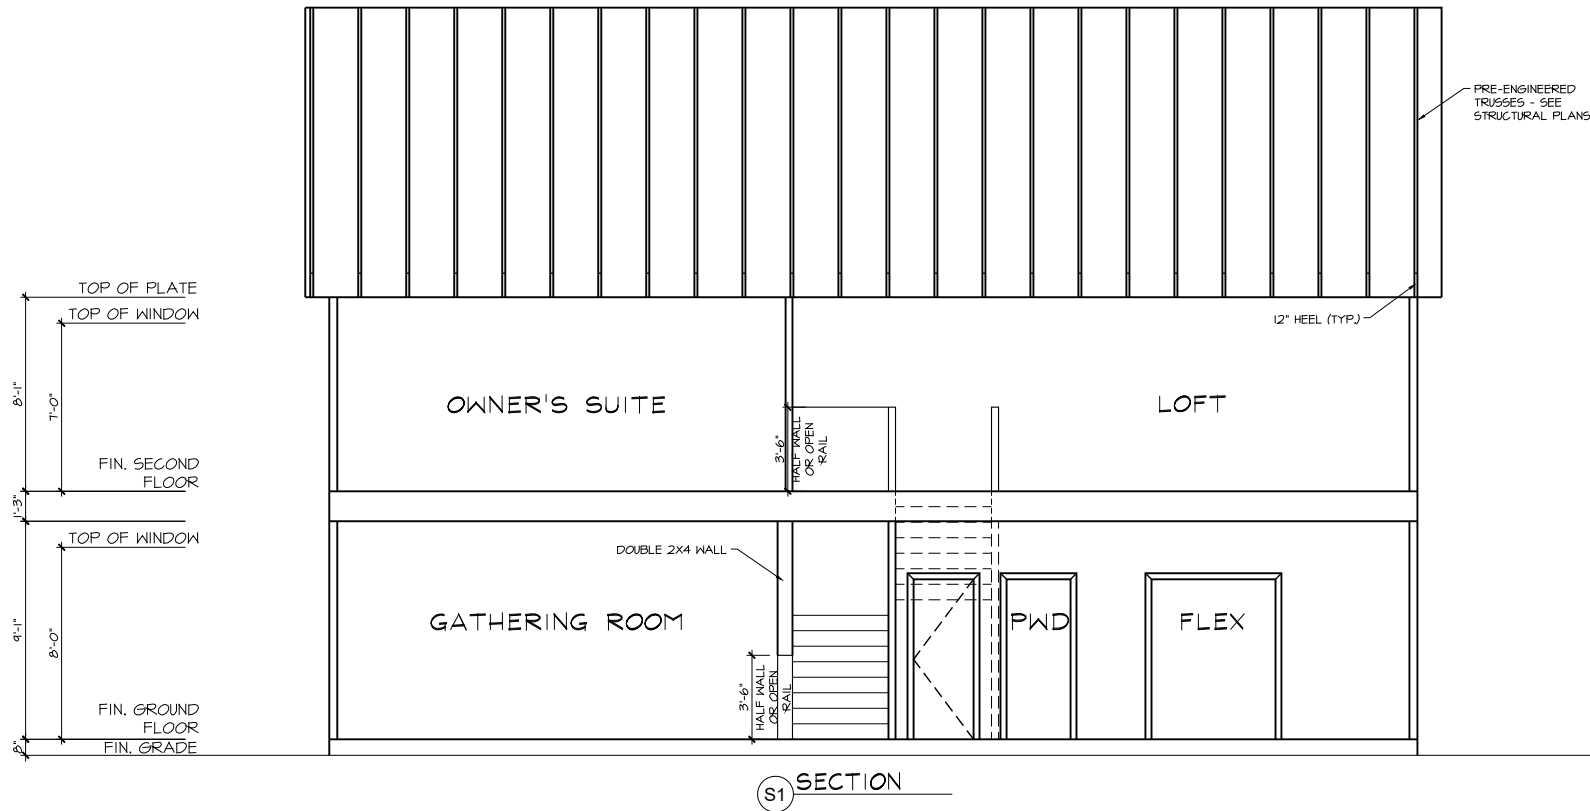 PRE-ENGINEERED
TRUSSES - SEE
STRUCTURAL PLANS
TOP OF PLATE
TOP OF WINDOW
12" HEEL (TYP.)
8'-1"
7'-0"
OWNER'S SUITE
LOFT
3'-6"
HALF WALL
OR OPEN
RAIL
FIN. SECOND
FLOOR
1'-3"
TOP OF WINDOW
DOUBLE 2X4 WALL
9'-1"
8'-0"
GATHERING ROOM
PWD
FLEX
3'-6"
HALF WALL
OR OPEN
RAIL
FIN. GROUND
FLOOR
8"
FIN. GRADE
S1 SECTION